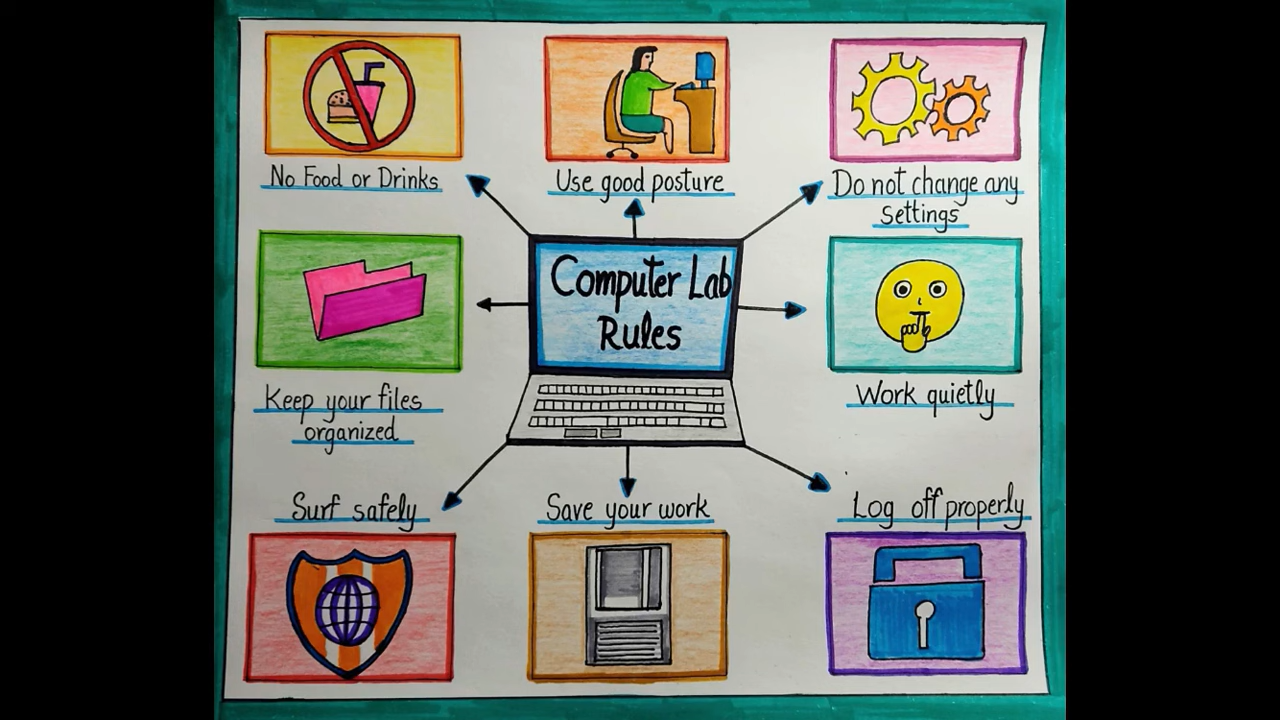 No Food or Drinks
Use good posture
Do not change any
settings
Computer Lab
Rules
Keep your files
organized
Work quietly
Surf safely
Save your work
Log off properly